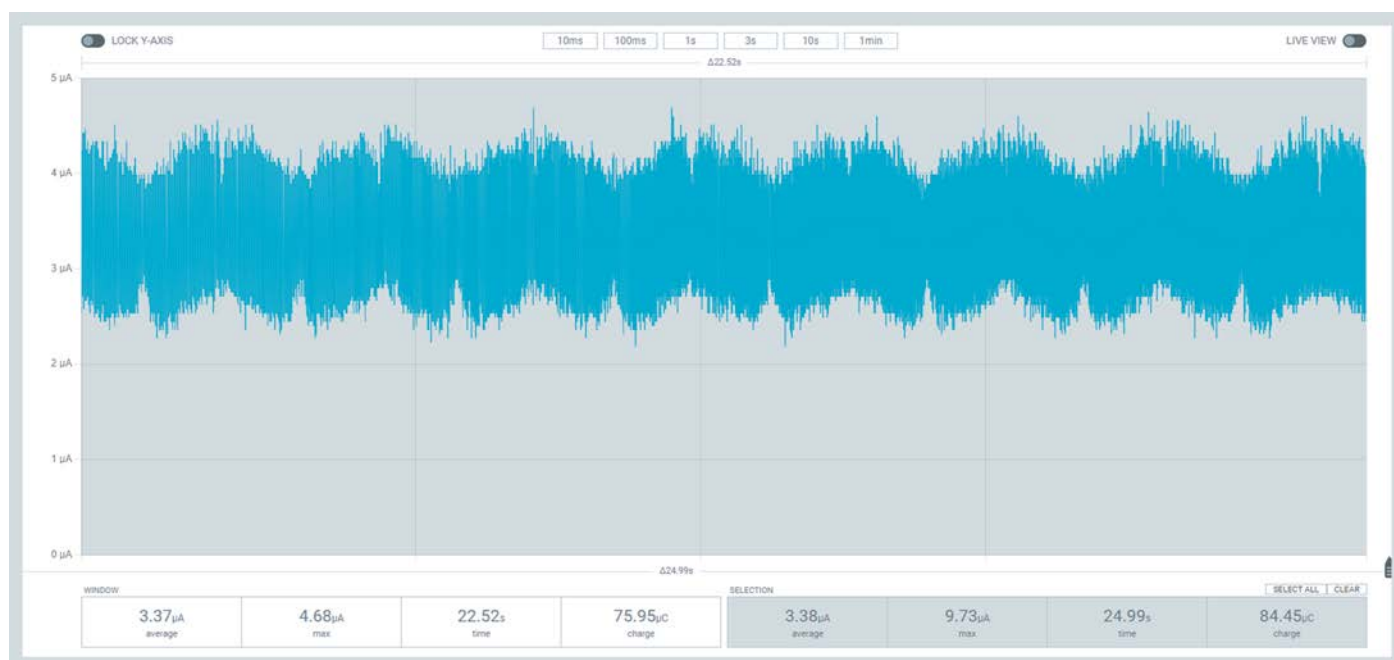 LOCK Y-AXIS 10ms 100ms 1s 3s 10s 1min LIVE VIEW
Δ22.52s
5 µA
4 µA
3 µA
2 µA
1 µA
0 µA
Δ24.99s
WINDOW SELECTION SELECT ALL CLEAR
3.37µA 4.68µA 22.52s 75.95µC 3.38µA 9.73µA 24.99s 84.45µC
average max time charge average max time charge